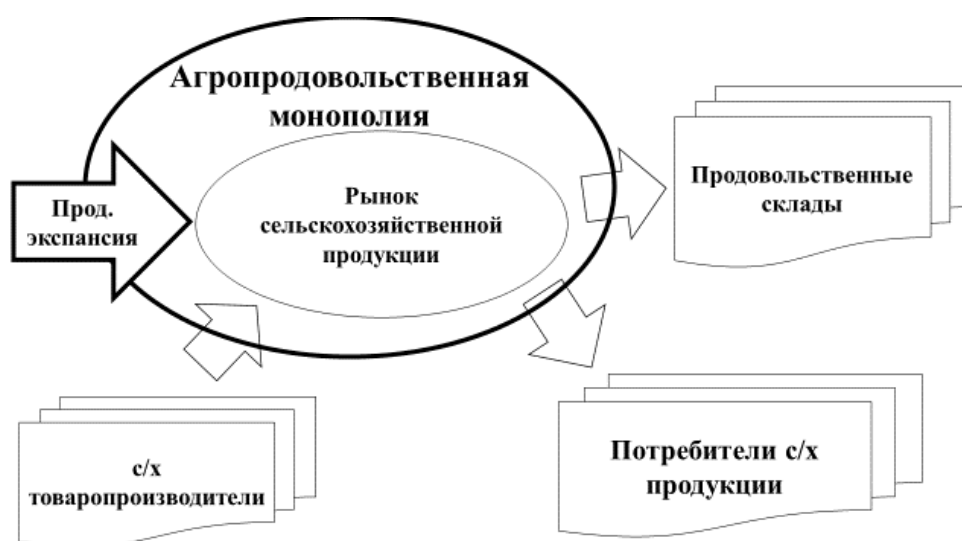 Агропродовольственная
монополия
Прод.
экспансия
Рынок
сельскохозяйственной
продукции
Продовольственные
склады
с/х
товаропроизводители
Потребители с/х
продукции